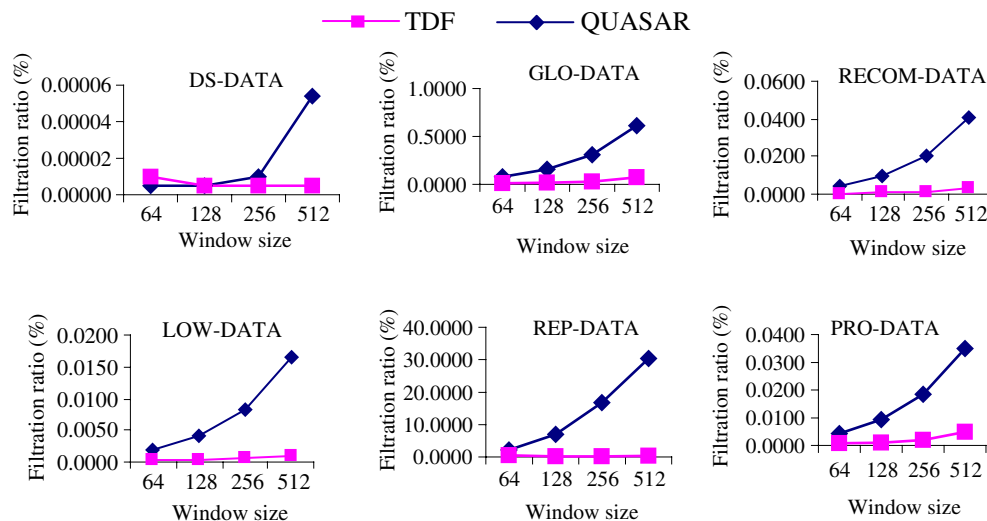 TDF QUASAR
DS-DATA
Filtration ratio (%)
0.00006
0.00004
0.00002
0.00000
64 128 256 512
Window size
GLO-DATA
Filtration ratio (%)
1.0000
0.5000
0.0000
64 128 256 512
Window size
RECOM-DATA
Filtration ratio (%)
0.0600
0.0400
0.0200
0.0000
64 128 256 512
Window size
LOW-DATA
Filtration ratio (%)
0.0200
0.0150
0.0100
0.0050
0.0000
64 128 256 512
Window size
REP-DATA
Filtration ratio (%)
40.0000
30.0000
20.0000
10.0000
0.0000
64 128 256 512
Window size
PRO-DATA
Filtration ratio (%)
0.0400
0.0300
0.0200
0.0100
0.0000
64 128 256 512
Window size